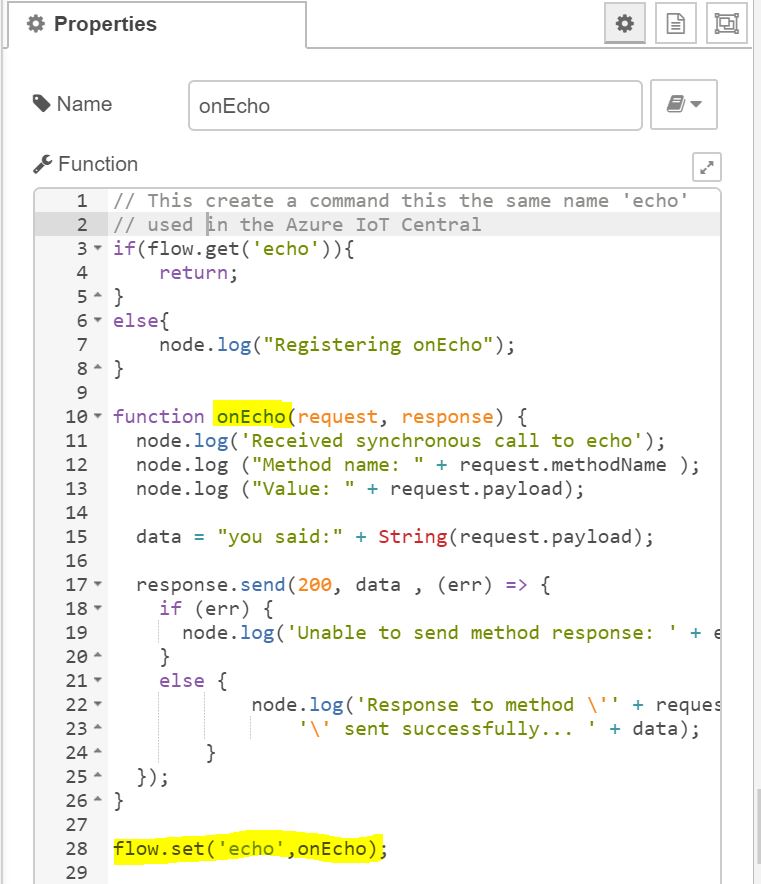 Properties
Name
onEcho
Function
1 // This create a command this the same name 'echo'
2 // used in the Azure IoT Central
3 if(flow.get('echo')){
4 return;
5 }
6 else{
7 node.log("Registering onEcho");
8 }
9
10 function onEcho(request, response) {
11 node.log('Received synchronous call to echo');
12 node.log ("Method name: " + request.methodName );
13 node.log ("Value: " + request.payload);
14
15 data = "you said:" + String(request.payload);
16
17 response.send(200, data , (err) => {
18 if (err) {
19 node.log('Unable to send method response: ' + e
20 }
21 else {
22 node.log('Response to method \'' + reques
23 '\' sent successfully... ' + data);
24 }
25 });
26 }
27
28 flow.set('echo',onEcho);
29